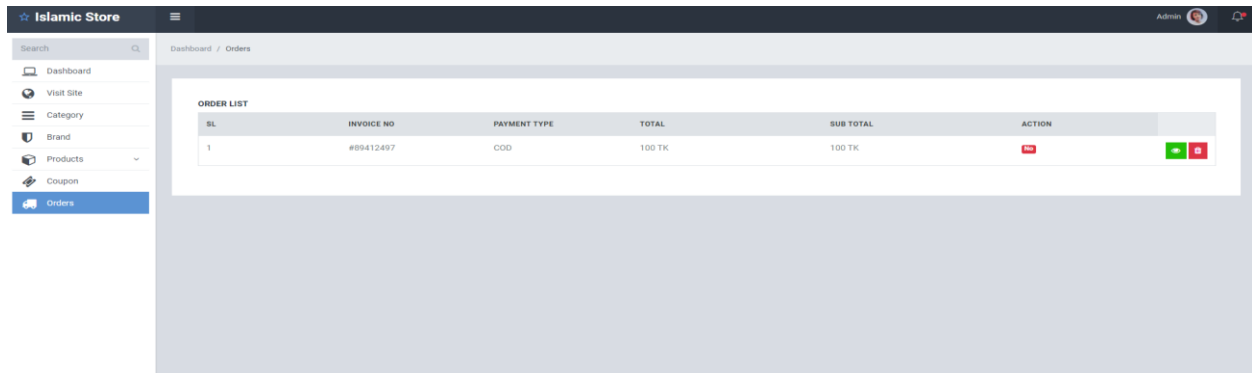 Islamic Store
Admin
Search
Dashboard / Orders
Dashboard
Visit Site
Category
Brand
Products
Coupon
Orders
ORDER LIST
SL INVOICE NO PAYMENT TYPE TOTAL SUB TOTAL ACTION
1 #89412497 COD 100 TK 100 TK No